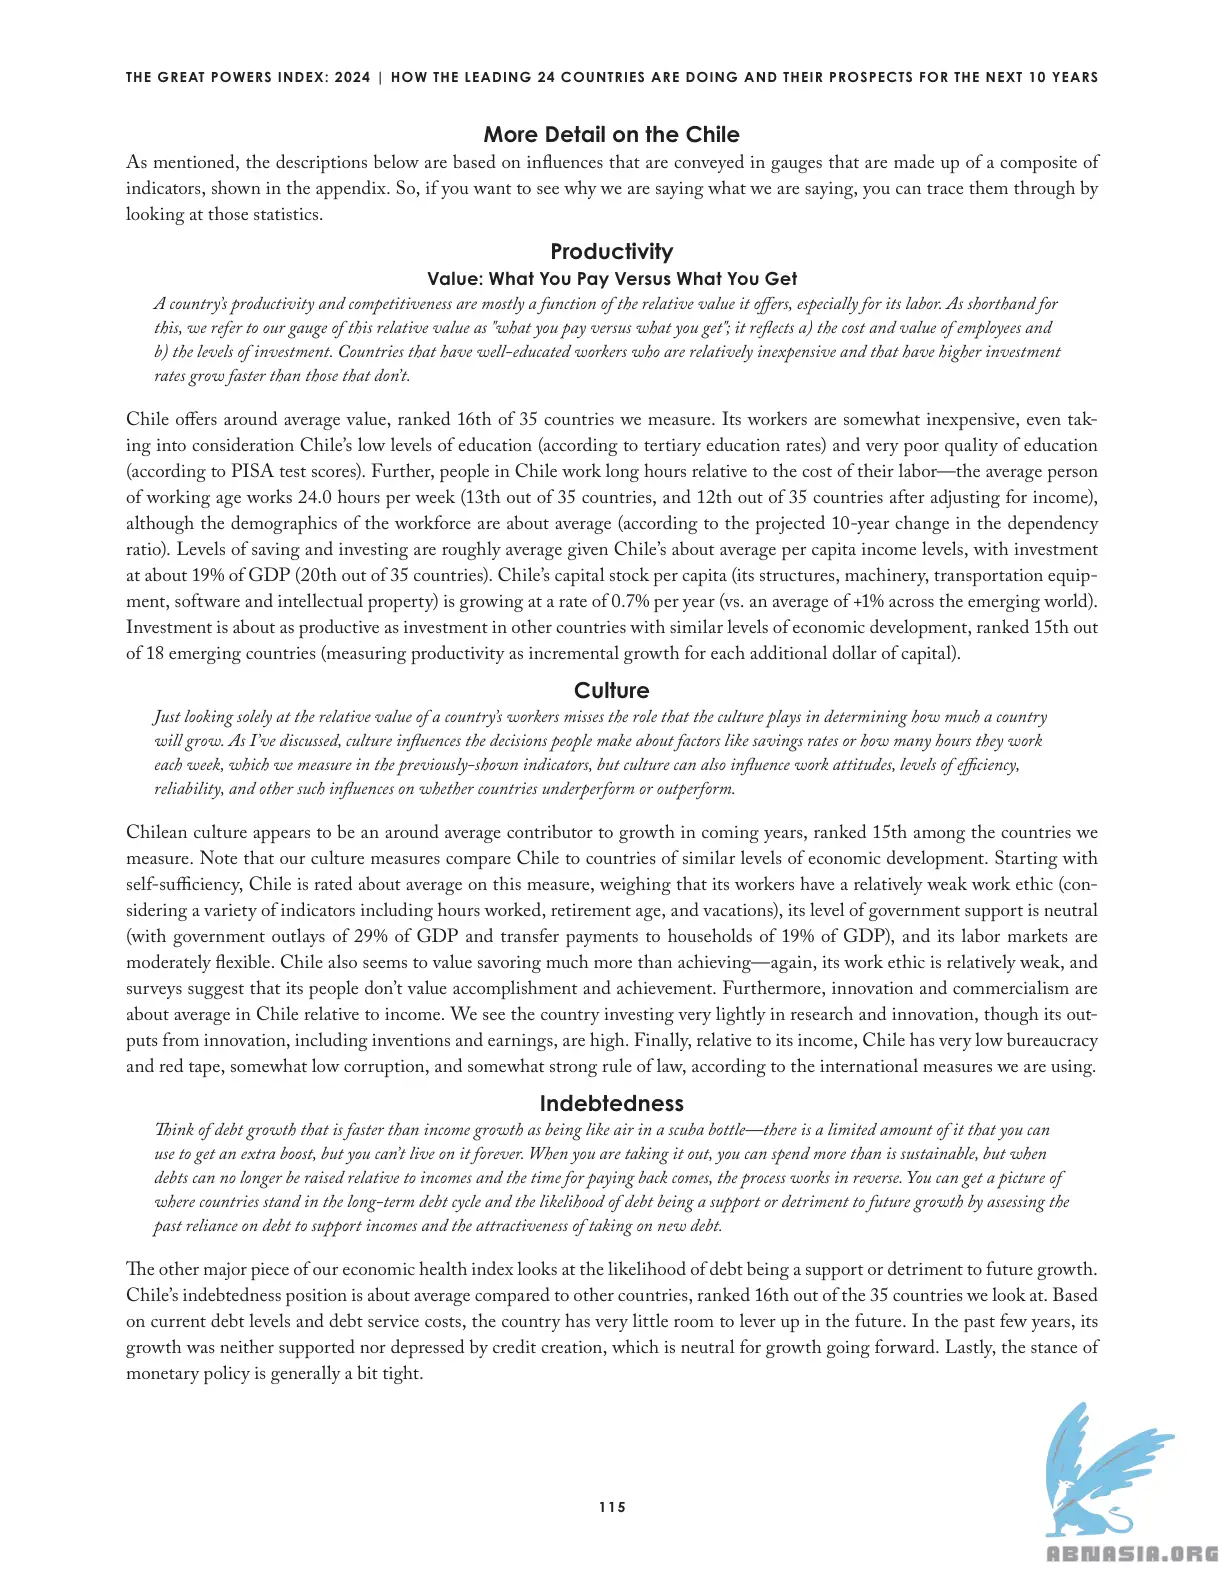 THE GREAT POWERS INDEX: 2024 | HOW THE LEADING 24 COUNTRIES ARE DOING AND THEIR PROSPECTS FOR THE NEXT 10 YEARS
More Detail on the Chile
As mentioned, the descriptions below are based on influences that are conveyed in gauges that are made up of a composite of
indicators, shown in the appendix. So, if you want to see why we are saying what we are saying, you can trace them through by
looking at those statistics.
Productivity
Value: What You Pay Versus What You Get
A country's productivity and competitiveness are mostly a function of the relative value it offers, especially for its labor. As shorthand for
this, we refer to our gauge of this relative value as "what you pay versus what you get"; it reflects a) the cost and value of employees and
b) the levels of investment. Countries that have well-educated workers who are relatively inexpensive and that have higher investment
rates grow faster than those that don't.
Chile offers around average value, ranked 16th of 35 countries we measure. Its workers are somewhat inexpensive, even tak-
ing into consideration Chile's low levels of education (according to tertiary education rates) and very poor quality of education
(according to PISA test scores). Further, people in Chile work long hours relative to the cost of their labor—the average person
of working age works 24.0 hours per week (13th out of 35 countries, and 12th out of 35 countries after adjusting for income),
although the demographics of the workforce are about average (according to the projected 10-year change in the dependency
ratio). Levels of saving and investing are roughly average given Chile's about average per capita income levels, with investment
at about 19% of GDP (20th out of 35 countries). Chile's capital stock per capita (its structures, machinery, transportation equip-
ment, software and intellectual property) is growing at a rate of 0.7% per year (vs. an average of +1% across the emerging world).
Investment is about as productive as investment in other countries with similar levels of economic development, ranked 15th out
of 18 emerging countries (measuring productivity as incremental growth for each additional dollar of capital).
Culture
Just looking solely at the relative value of a country's workers misses the role that the culture plays in determining how much a country
will grow. As I've discussed, culture influences the decisions people make about factors like savings rates or how many hours they work
each week, which we measure in the previously-shown indicators, but culture can also influence work attitudes, levels of efficiency,
reliability, and other such influences on whether countries underperform or outperform.
Chilean culture appears to be an around average contributor to growth in coming years, ranked 15th among the countries we
measure. Note that our culture measures compare Chile to countries of similar levels of economic development. Starting with
self-sufficiency, Chile is rated about average on this measure, weighing that its workers have a relatively weak work ethic (con-
sidering a variety of indicators including hours worked, retirement age, and vacations), its level of government support is neutral
(with government outlays of 29% of GDP and transfer payments to households of 19% of GDP), and its labor markets are
moderately flexible. Chile also seems to value savoring much more than achieving—again, its work ethic is relatively weak, and
surveys suggest that its people don't value accomplishment and achievement. Furthermore, innovation and commercialism are
about average in Chile relative to income. We see the country investing very lightly in research and innovation, though its out-
puts from innovation, including inventions and earnings, are high. Finally, relative to its income, Chile has very low bureaucracy
and red tape, somewhat low corruption, and somewhat strong rule of law, according to the international measures we are using.
Indebtedness
Think of debt growth that is faster than income growth as being like air in a scuba bottle—there is a limited amount of it that you can
use to get an extra boost, but you can't live on it forever. When you are taking it out, you can spend more than is sustainable, but when
debts can no longer be raised relative to incomes and the time for paying back comes, the process works in reverse. You can get a picture of
where countries stand in the long-term debt cycle and the likelihood of debt being a support or detriment to future growth by assessing the
past reliance on debt to support incomes and the attractiveness of taking on new debt.
The other major piece of our economic health index looks at the likelihood of debt being a support or detriment to future growth.
Chile's indebtedness position is about average compared to other countries, ranked 16th out of the 35 countries we look at. Based
on current debt levels and debt service costs, the country has very little room to lever up in the future. In the past few years, its
growth was neither supported nor depressed by credit creation, which is neutral for growth going forward. Lastly, the stance of
monetary policy is generally a bit tight.
115
ABNASIA.ORG